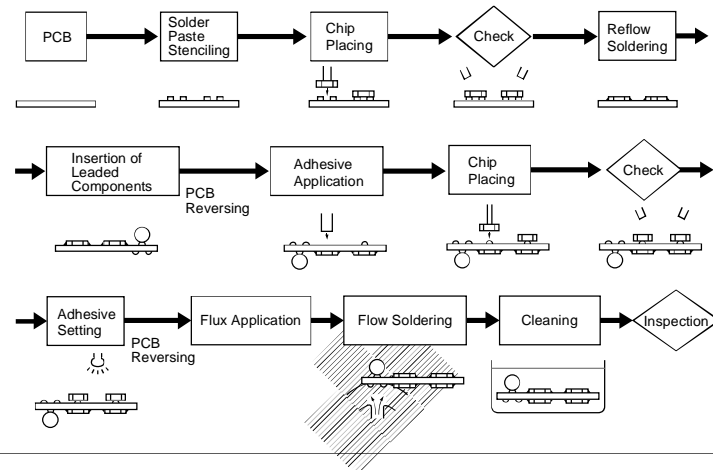 PCB
Solder
Paste
Stenciling
Chip
Placing
Check
Reflow
Soldering
Insertion of
Leaded
Components
PCB
Reversing
Adhesive
Application
Chip
Placing
Check
Adhesive
Setting
PCB
Reversing
Flux Application
Flow Soldering
Cleaning
Inspection